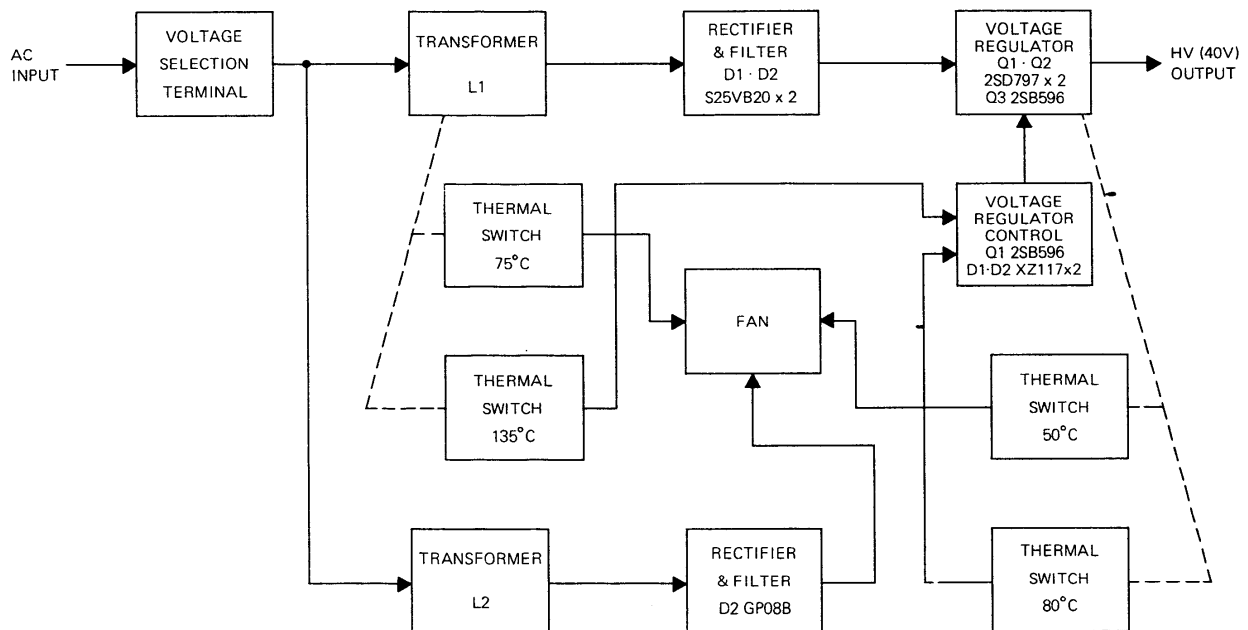 AC
INPUT
VOLTAGE
SELECTION
TERMINAL
TRANSFORMER
L1
RECTIFIER
& FILTER
D1 · D2
S25VB20 x 2
VOLTAGE
REGULATOR
Q1 · Q2
2SD797 x 2
Q3 2SB596
HV (40V)
OUTPUT
THERMAL
SWITCH
75°C
VOLTAGE
REGULATOR
CONTROL
Q1 2SB596
D1·D2 XZ117x2
FAN
THERMAL
SWITCH
135°C
THERMAL
SWITCH
50°C
TRANSFORMER
L2
RECTIFIER
& FILTER
D2 GP08B
THERMAL
SWITCH
80°C